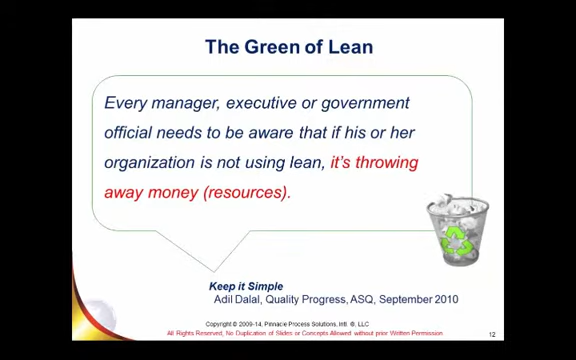 The Green of Lean
Every manager, executive or government
official needs to be aware that if his or her
organization is not using lean, it's throwing
away money (resources).
Keep it Simple
Adil Dalal, Quality Progress, ASQ, September 2010
Copyright © 2009-14, Pinnacle Process Solutions, Intl. ®, LLC
All Rights Reserved, No Duplication of Slides or Concepts Allowed without prior Written Permission
12